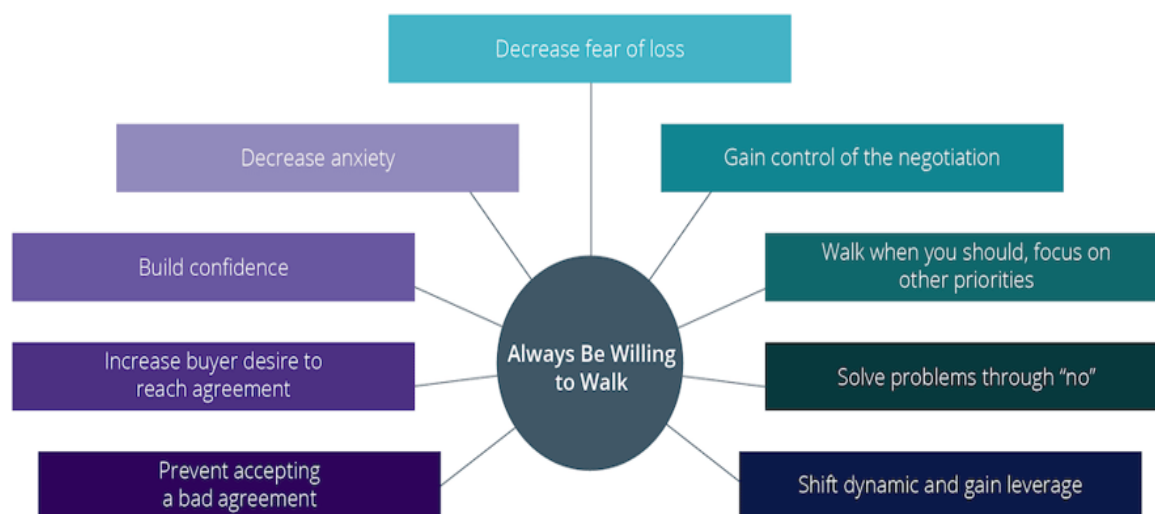 Decrease fear of loss
Decrease anxiety
Gain control of the negotiation
Build confidence
Walk when you should, focus on
other priorities
Always Be Willing
to Walk
Increase buyer desire to
reach agreement
Solve problems through “no”
Prevent accepting
a bad agreement
Shift dynamic and gain leverage